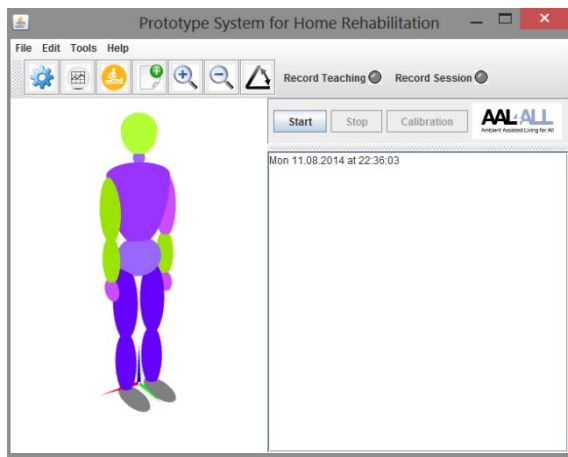 Prototype System for Home Rehabilitation
File Edit Tools Help
Record Teaching Record Session
Start Stop Calibration
AAL ALL
Ambient Assisted Living for All
Mon 11.08.2014 at 22:36:03